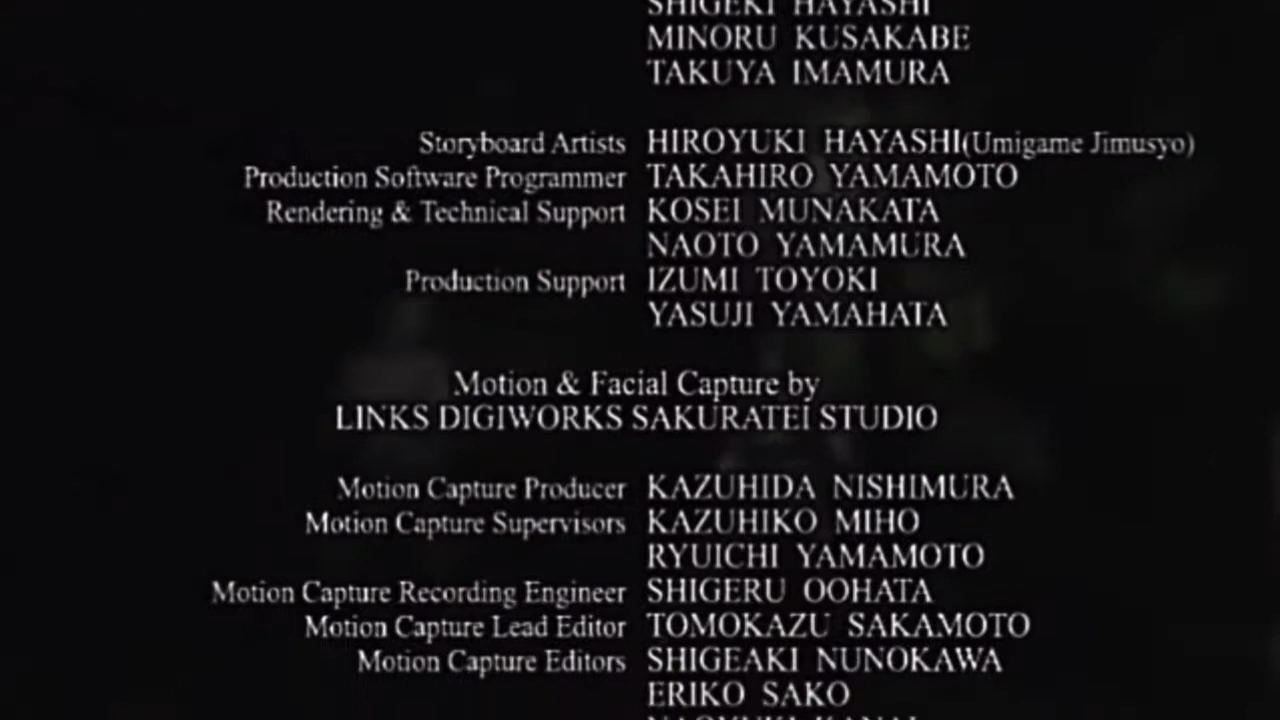 SHIGEKI HAYASHI
MINORU KUSAKABE
TAKUYA IMAMURA
Storyboard Artists HIROYUKI HAYASHI(Umigame Jimusyo)
Production Software Programmer TAKAHIRO YAMAMOTO
Rendering & Technical Support KOSEI MUNAKATA
NAOTO YAMAMURA
Production Support IZUMI TOYOKI
YASUJI YAMAHATA
Motion & Facial Capture by
LINKS DIGIWORKS SAKURATEI STUDIO
Motion Capture Producer KAZUHIDA NISHIMURA
Motion Capture Supervisors KAZUHIKO MIHO
RYUICHI YAMAMOTO
Motion Capture Recording Engineer SHIGERU OOHATA
Motion Capture Lead Editor TOMOKAZU SAKAMOTO
Motion Capture Editors SHIGEAKI NUNOKAWA
ERIKO SAKO
NAOYUKI KANAI